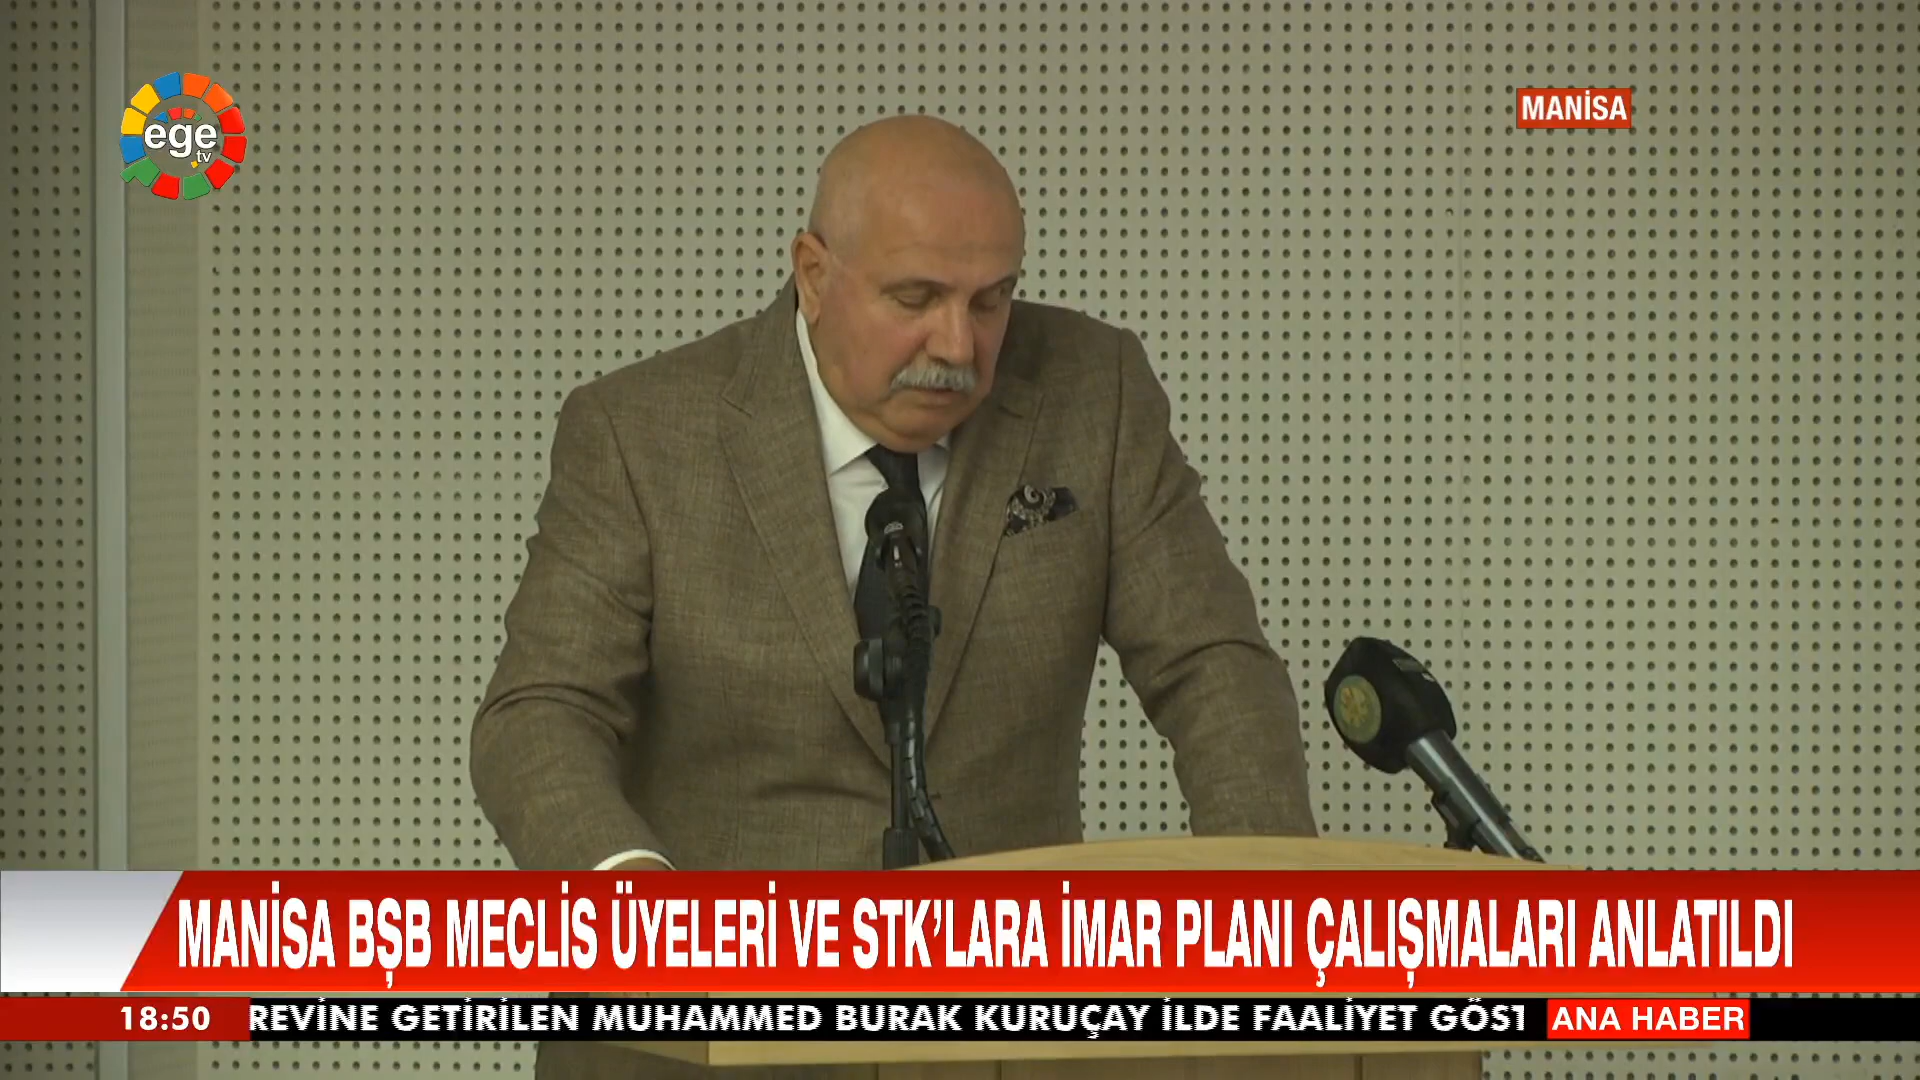 ege
tv
MANİSA
MANİSA BŞB MECLİS ÜYELERİ VE STK'LARA İMAR PLANI ÇALIŞMALARI ANLATILDI
18:50
REVİNE GETİRİLEN MUHAMMED BURAK KURUÇAY İLDE FAALİYET GÖST
ANA HABER